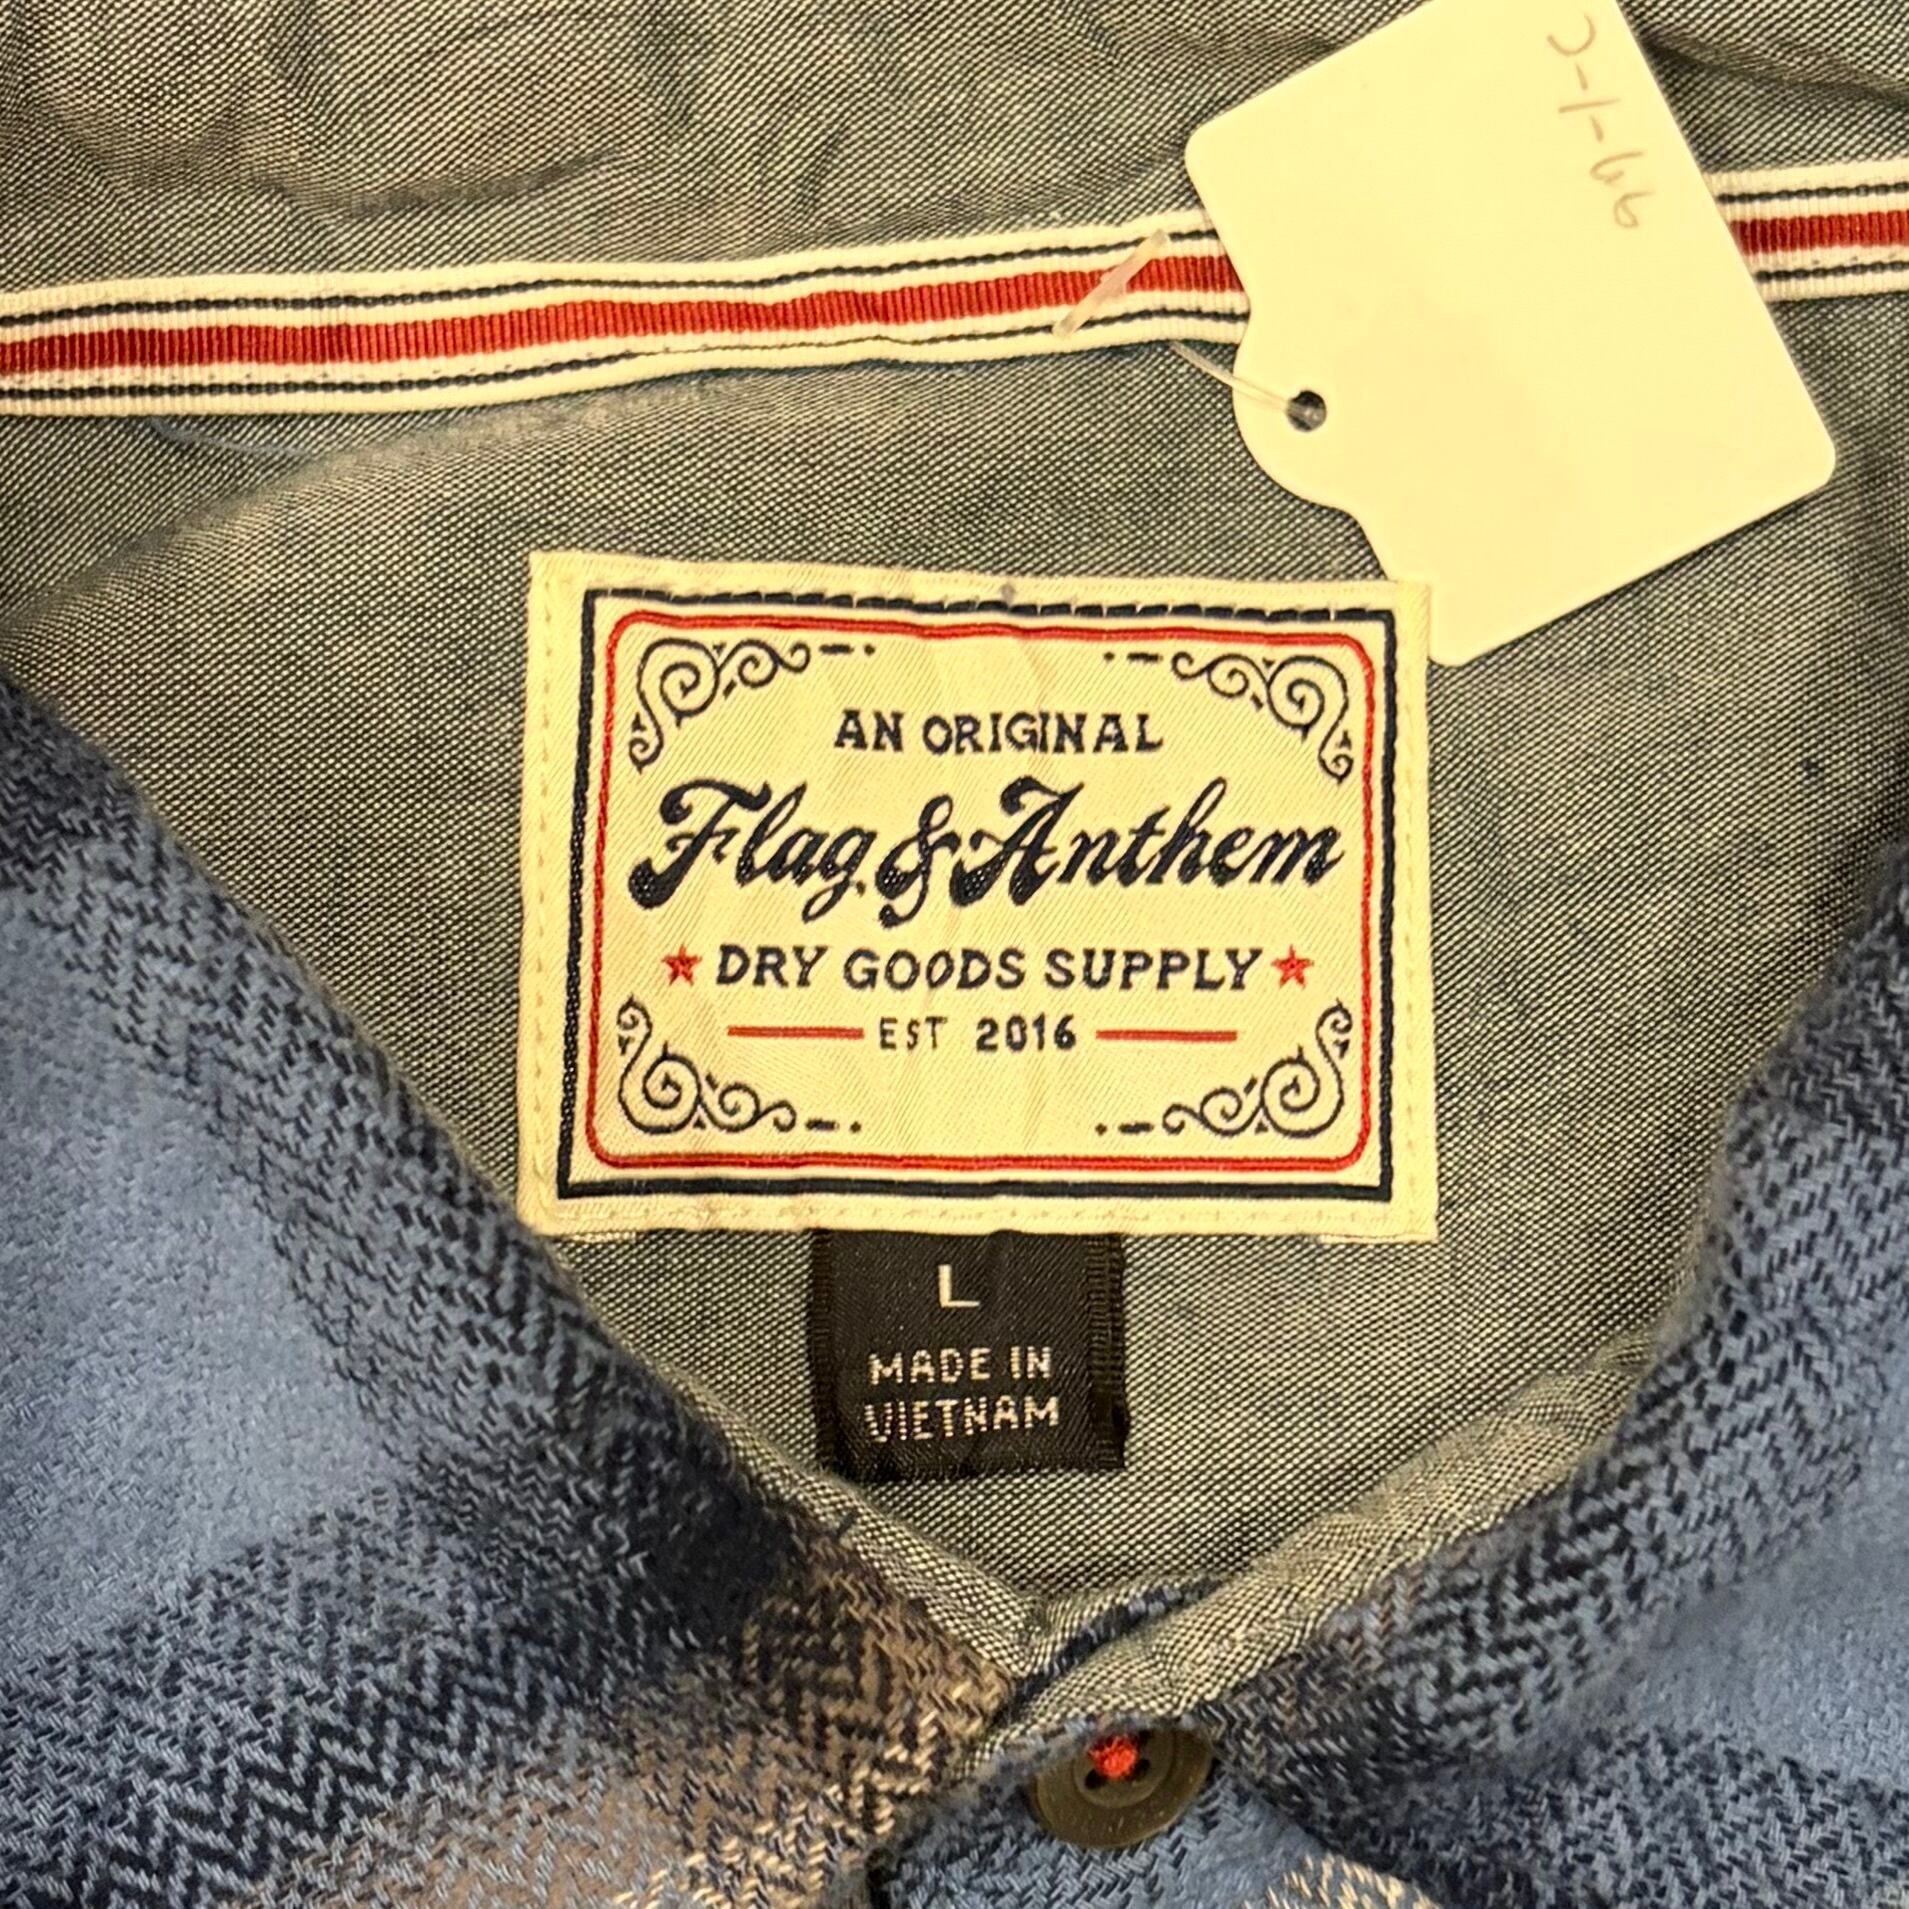 AN ORIGINAL
Flag & Anthem
DRY GOODS SUPPLY
EST 2016
L
MADE IN
VIETNAM